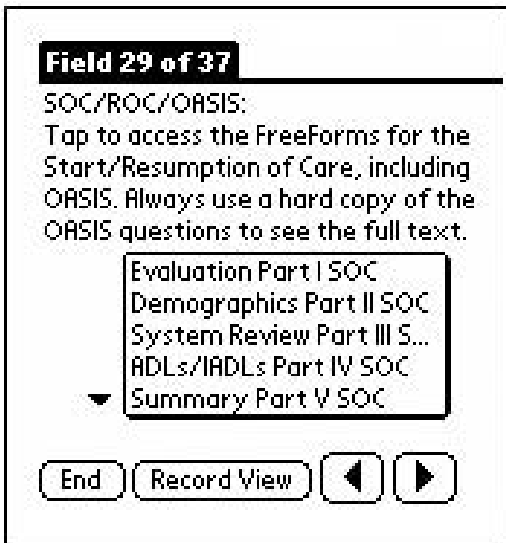 Field 29 of 37
SOC/ROC/OASIS:
Tap to access the FreeForms for the
Start/Resumption of Care, including
OASIS. Always use a hard copy of the
OASIS questions to see the full text.
Evaluation Part I SOC
Demographics Part II SOC
System Review Part III S...
ADLs/IADLs Part IV SOC
Summary Part V SOC
End Record View